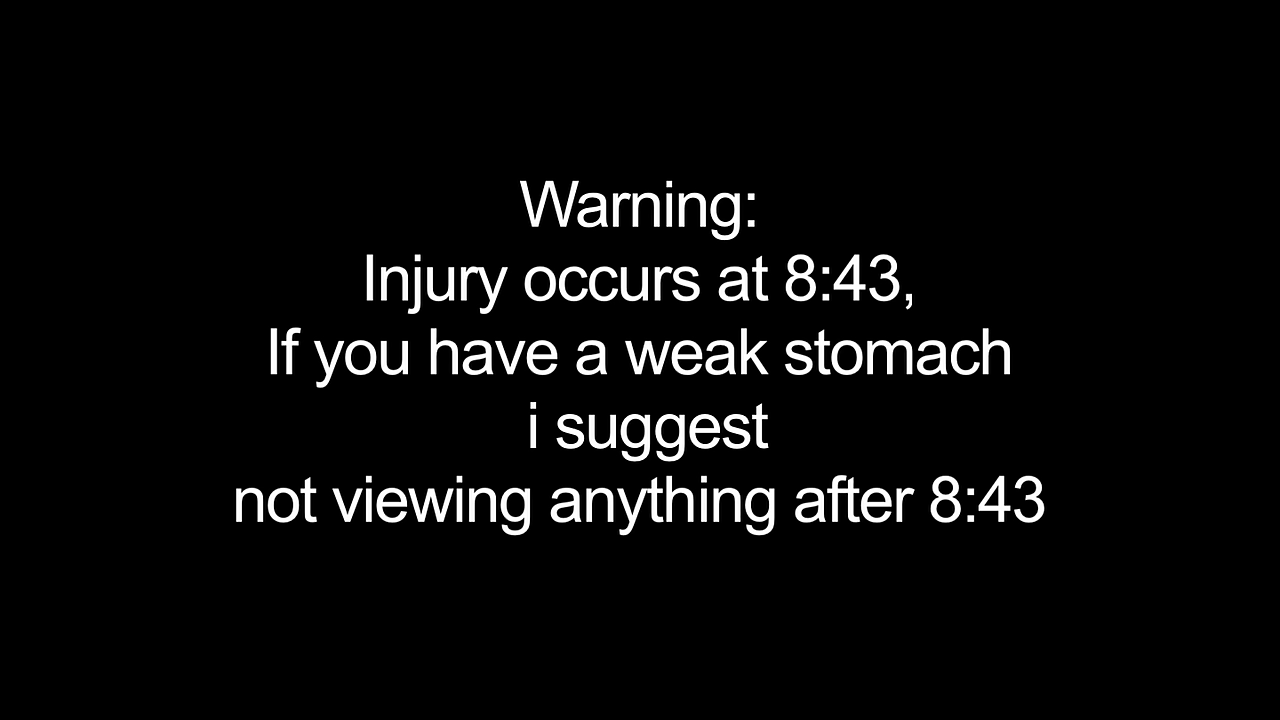 Warning:
Injury occurs at 8:43,
If you have a weak stomach
i suggest
not viewing anything after 8:43